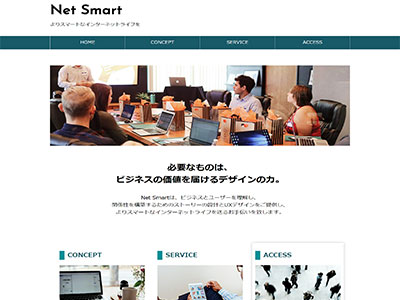 Net Smart
よりスマートなインターネットライフを
HOME CONCEPT SERVICE ACCESS
必要なものは、
ビジネスの価値を届けるデザインの力。
Net Smartは、ビジネスとユーザーを理解し、
関係性を構築するためのストーリーの設計とUXデザインをご提供し、
よりスマートなインターネットライフを送るお手伝いを致します。
CONCEPT SERVICE ACCESS